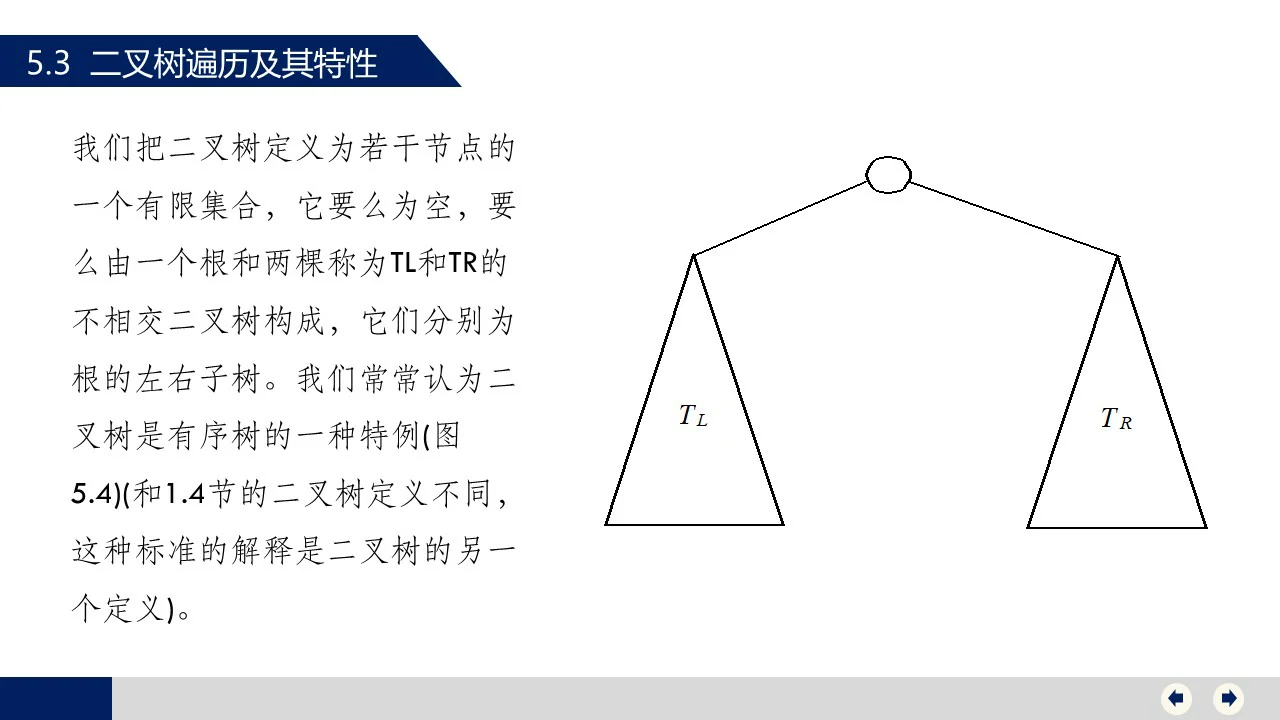 5.3 二叉树遍历及其特性
我们把二叉树定义为若干节点的
一个有限集合，它要么为空，要
么由一个根和两棵称为TL和TR的
不相交二叉树构成，它们分别为
根的左右子树。我们常常认为二
叉树是有序树的一种特例(图
5.4)(和1.4节的二叉树定义不同，
这种标准的解释是二叉树的另一
个定义)。
TL
TR